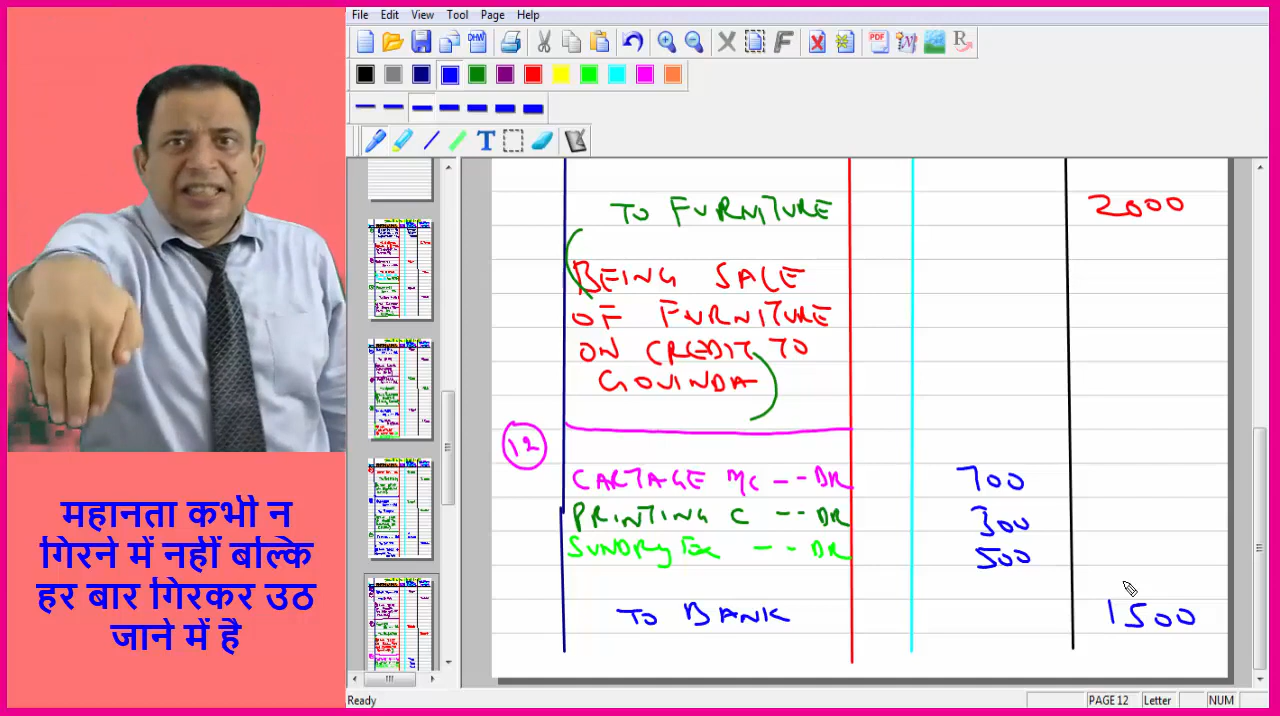 File Edit View Tool Page Help
TO FURNITURE 2000
BEING SALE
OF FURNITURE
ON CREDIT TO
GOVINDA
12
CARTAGE A/C -- DR 700
PRINTING C -- DR 300
SUNDRY EX -- DR 500
TO BANK 1500
महानता कभी न
गिरने में नहीं बल्कि
हर बार गिरकर उठ
जाने में है
Ready PAGE 12 Letter NUM